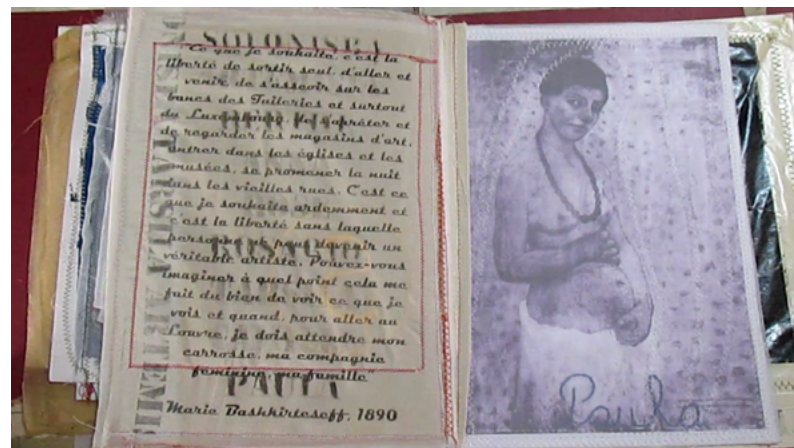 SOFONISBA
"Ce que je souhaite, c'est la
liberté de sortir seul, d'aller et
venir, de s'asseoir sur les
bancs des Tuileries et surtout
du Luxembourg, de s'aprêter et
de regarder les magasins d'art,
entrer dans les églises et les
musées, se promener la nuit
dans les vieilles rues. C'est ce
que je souhaite ardemment et
c'est la liberté sans laquelle
personne ne peut devenir un
véritable artiste. Pouvez-vous
imaginer à quel point cela me
fait du bien de voir ce que je
vois et quand, pour aller au
Louvre, je dois attendre mon
carrosse, ma compagnie
féminine, ma famille"
PAULA
Marie Bashkirtseff, 1890
ARTEMIS
Paula